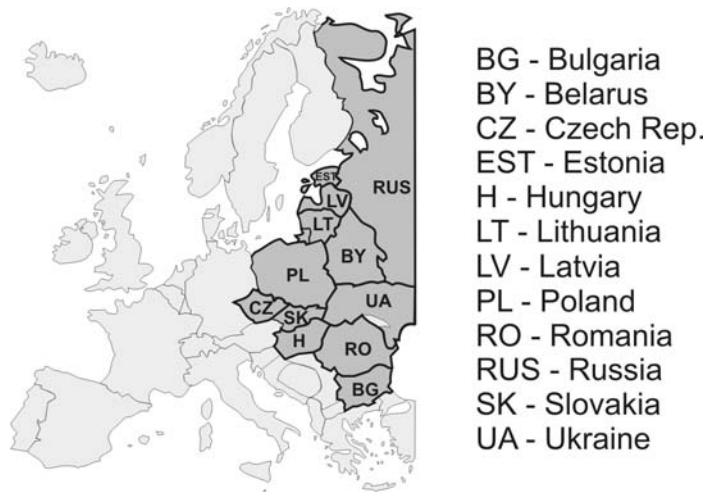 BG - Bulgaria
BY - Belarus
CZ - Czech Rep.
EST - Estonia
H - Hungary
LT - Lithuania
LV - Latvia
PL - Poland
RO - Romania
RUS - Russia
SK - Slovakia
UA - Ukraine
EST
RUS
LV
LT
BY
PL
CZ
UA
SK
H
RO
BG